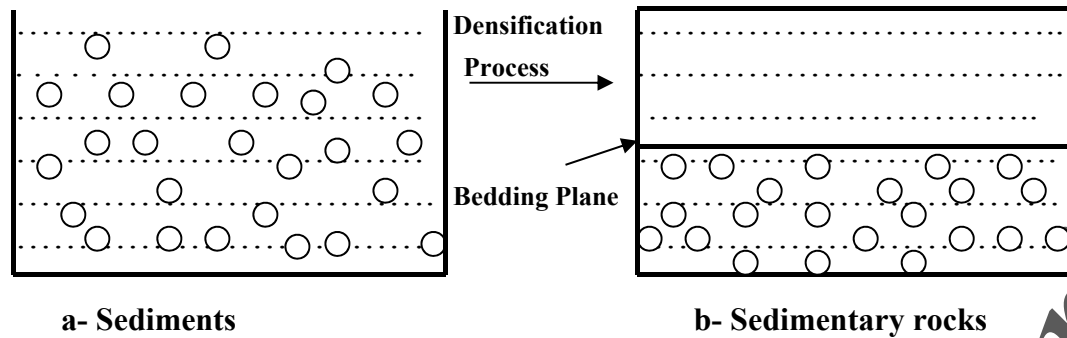 Densification
Process
Bedding Plane
a- Sediments
b- Sedimentary rocks